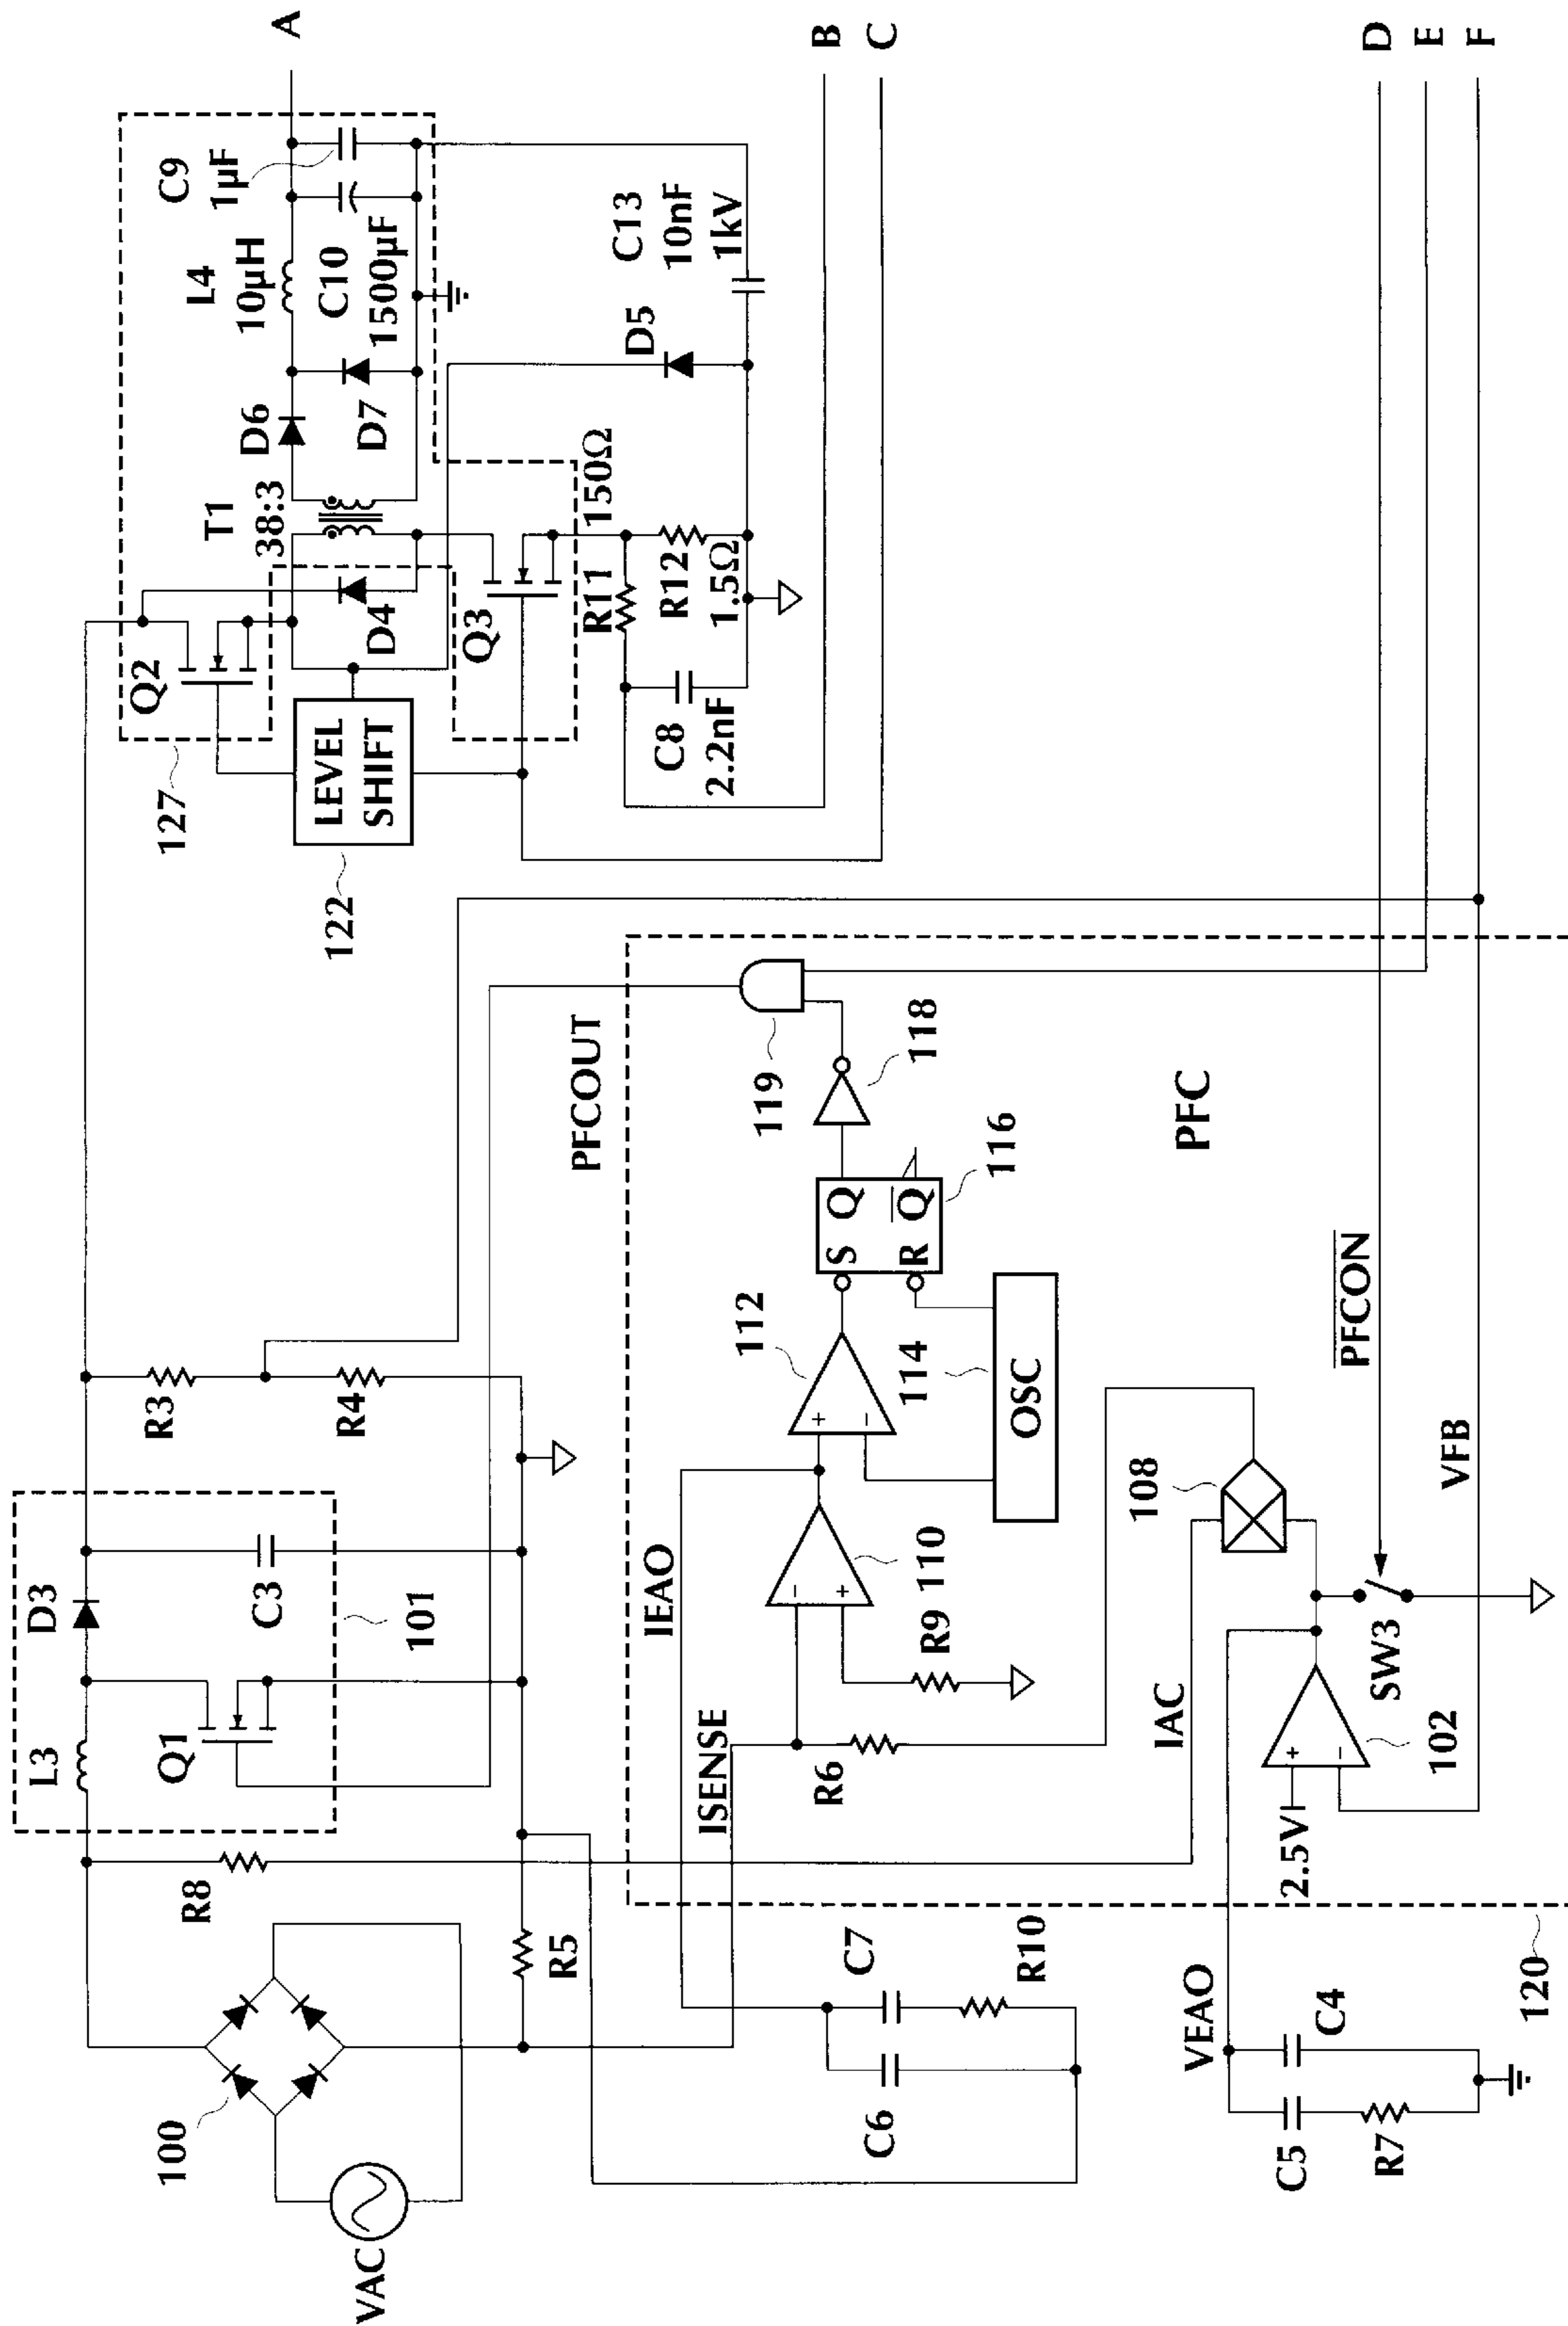 VAC
100
R8
R5
L3
Q1
D3
C3
101
R3
R4
127
Q2
LEVEL
SHIFT
122
D4
Q3
T1
38:3
D6
D7
L4
10µH
C10
1500µF
C9
1µF
A
R11
150Ω
R12
1.5Ω
C8
2.2nF
D5
C13
10nF
1kV
B
C
PFCOUT
119
118
Q
Q
S
R
116
112
+
−
114
OSC
PFC
IEAO
110
−
+
R9
ISENSE
R6
C7
R10
C6
IAC
108
PFCON
VFB
SW3
102
+
−
2.5V
VEAO
C4
C5
R7
120
D
E
F